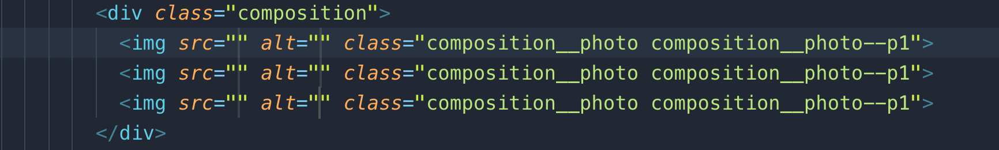 <div class="composition">
<img src="" alt="" class="composition__photo composition__photo--p1">
<img src="" alt="" class="composition__photo composition__photo--p1">
<img src="" alt="" class="composition__photo composition__photo--p1">
</div>